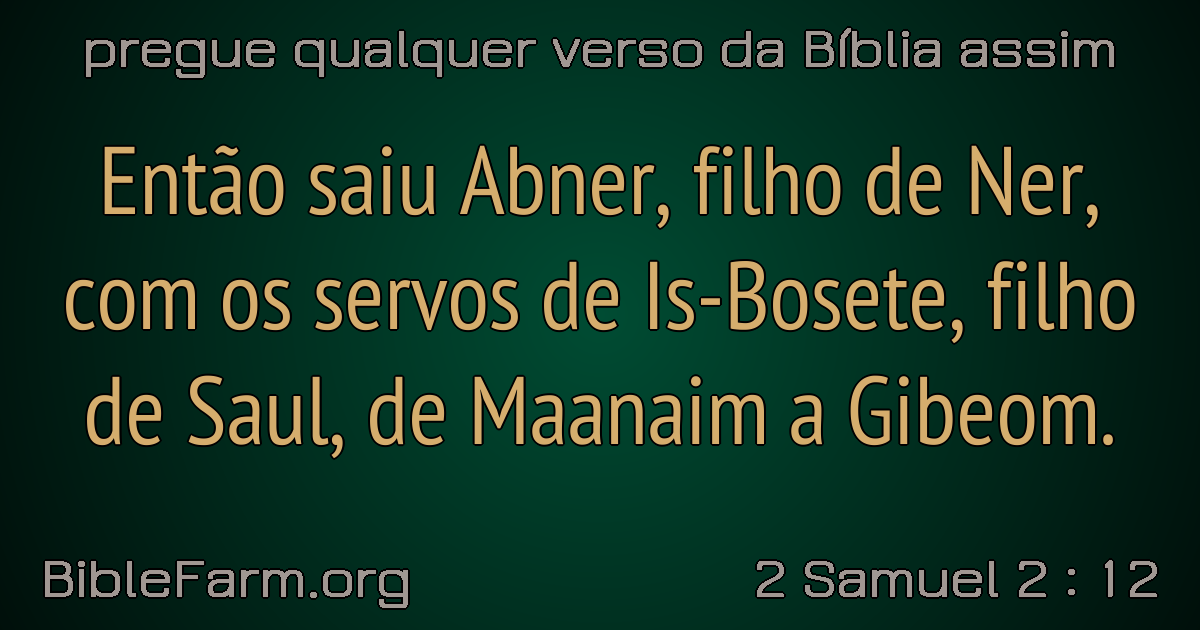 pregue qualquer verso da Bíblia assim
Então saiu Abner, filho de Ner,
com os servos de Is-Bosete, filho
de Saul, de Maanaim a Gibeom.
BibleFarm.org
2 Samuel 2 : 12